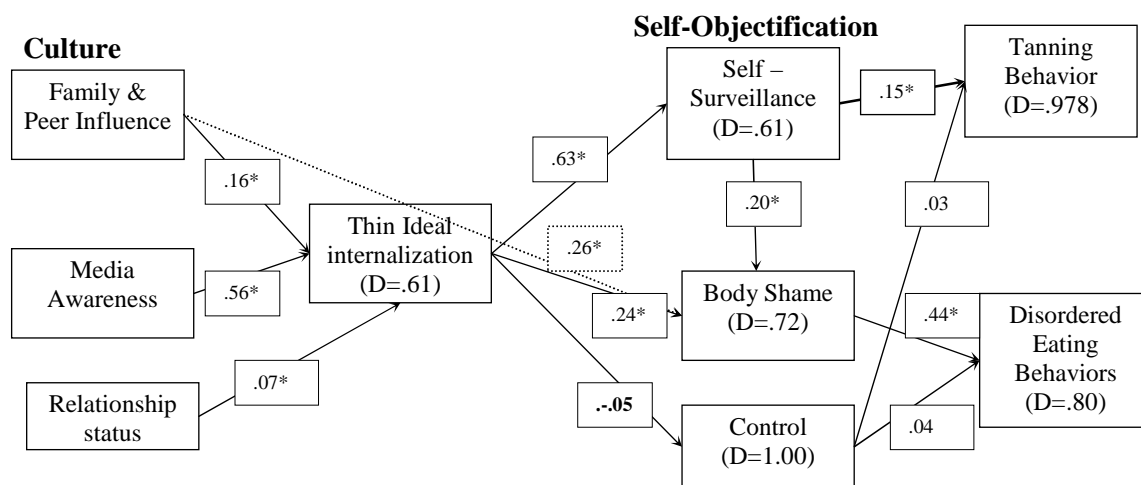 Culture
Family &
Peer Influence
Media
Awareness
Relationship
status
.16*
.56*
.07*
Thin Ideal
internalization
(D=.61)
.63*
.26*
.24*
.-.05
Self-Objectification
Self –
Surveillance
(D=.61)
.20*
Body Shame
(D=.72)
Control
(D=1.00)
.15*
.03
.44*
.04
Tanning
Behavior
(D=.978)
Disordered
Eating
Behaviors
(D=.80)